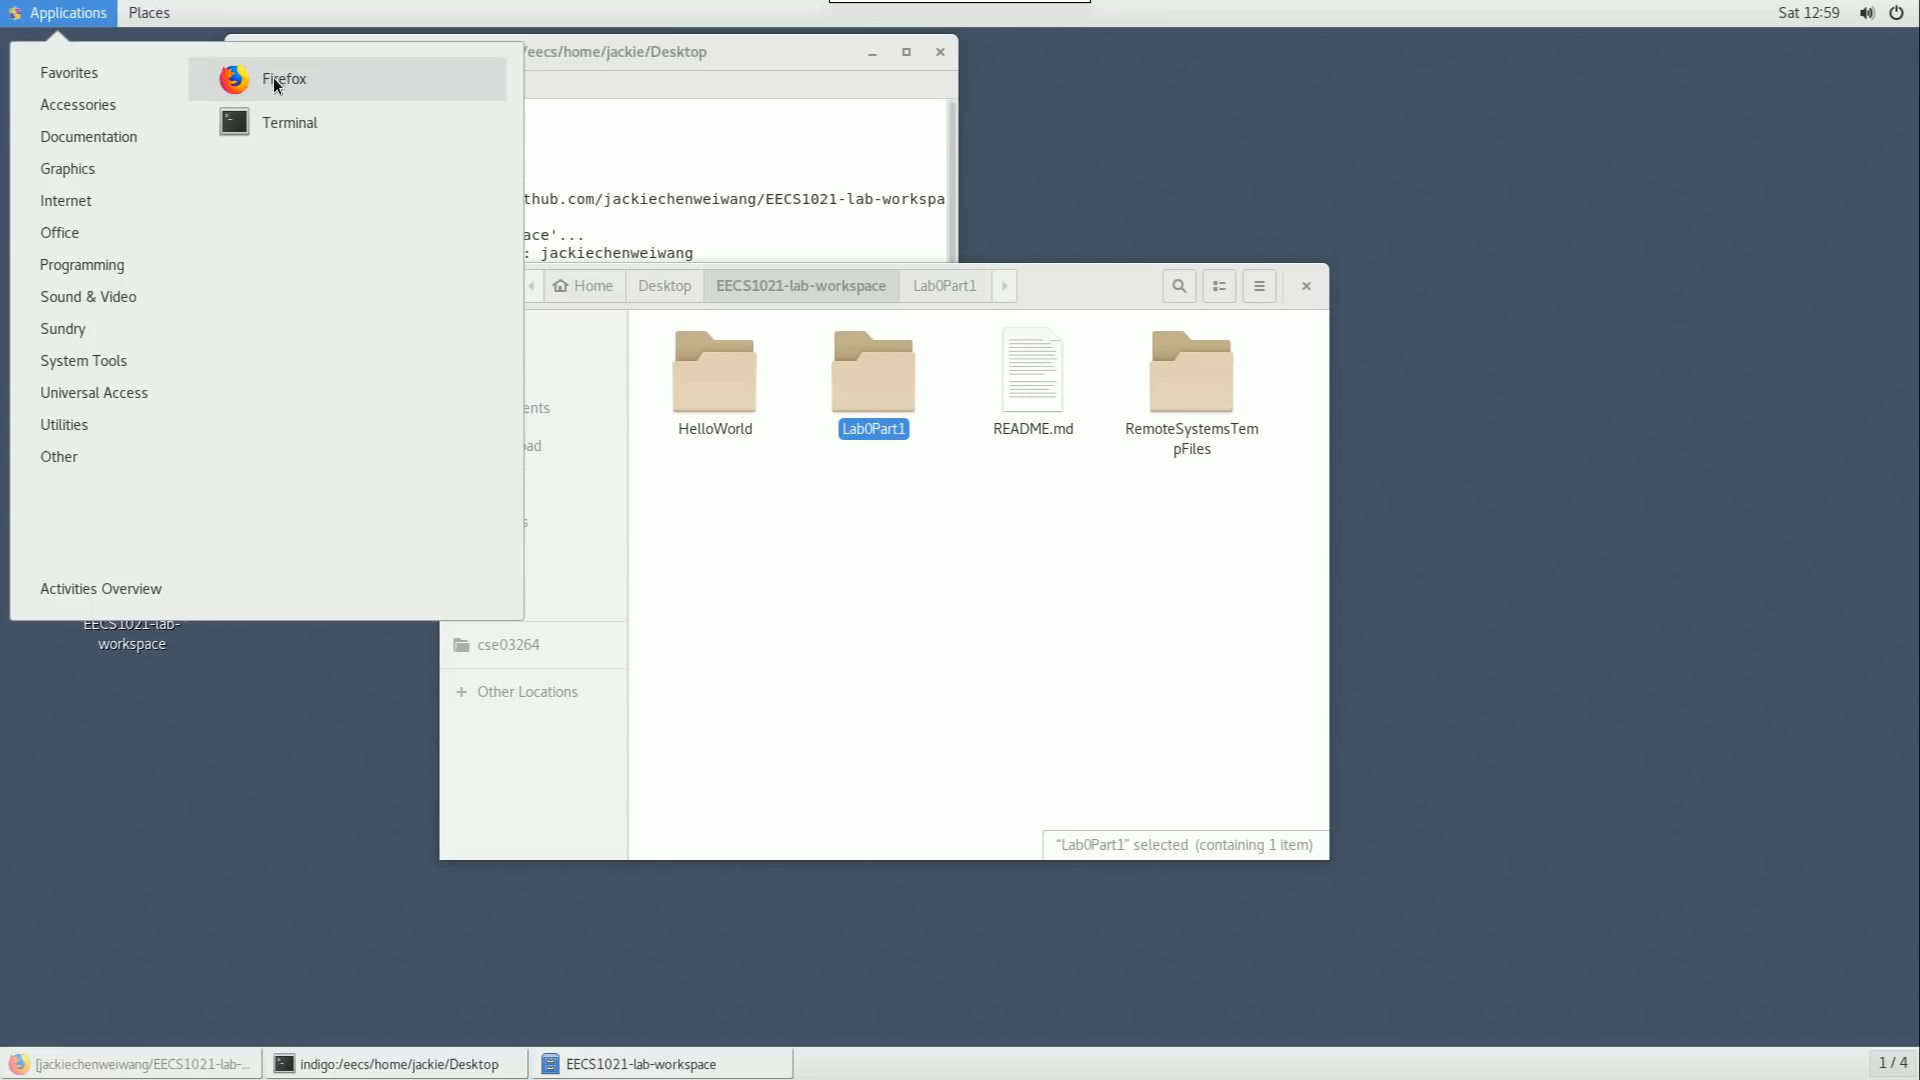 Applications Places Sat 12:59
Favorites
Accessories
Documentation
Graphics
Internet
Office
Programming
Sound & Video
Sundry
System Tools
Universal Access
Utilities
Other
Activities Overview
Firefox
Terminal
/eecs/home/jackie/Desktop
thub.com/jackiechenweiwang/EECS1021-lab-workspa
ace'...
: jackiechenweiwang
Home Desktop EECS1021-lab-workspace Lab0Part1
ents
oad
s
cse03264
+ Other Locations
HelloWorld
Lab0Part1
README.md
RemoteSystemsTem
pFiles
"Lab0Part1" selected (containing 1 item)
EECS1021-lab-
workspace
[jackiechenweiwang/EECS1021-lab-... indigo:/eecs/home/jackie/Desktop EECS1021-lab-workspace 1 / 4